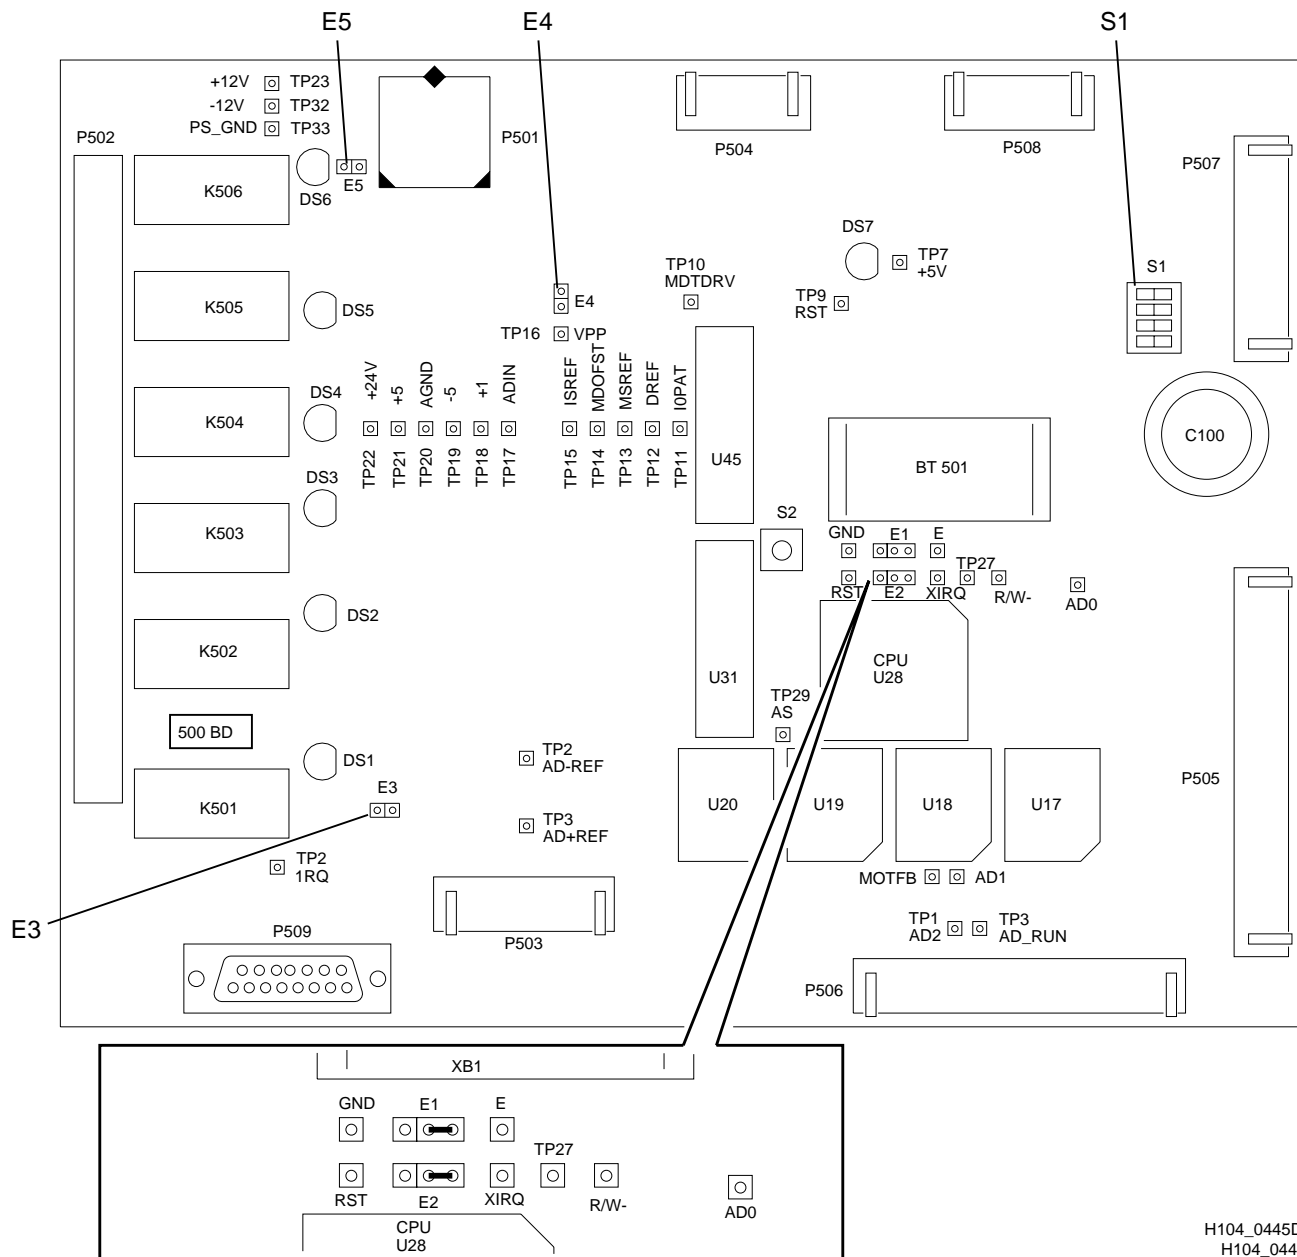 E5
E4
S1
+12V TP23
-12V TP32
PS_GND TP33
P502
P501
P504
P508
P507
K506
DS6
E5
DS7
TP10
MDTDRV
TP7
+5V
S1
TP9
RST
K505
DS5
E4
TP16 VPP
+24V
+5
AGND
-5
+1
ADIN
ISREF
MDOFST
MSREF
DREF
I0PAT
K504
DS4
TP22
TP21
TP20
TP19
TP18
TP17
TP15
TP14
TP13
TP12
TP11
U45
BT 501
C100
DS3
K503
S2
GND E1 E
TP27
RST E2 XIRQ R/W-
AD0
DS2
K502
U31
CPU
U28
TP29
AS
500 BD
DS1
E3
TP2
AD-REF
P505
K501
U20
U19
U18
U17
TP3
AD+REF
TP2
1RQ
MOTFB AD1
E3
TP1
AD2
TP3
AD_RUN
P509
P503
P506
XB1
GND E1 E
TP27
RST E2 XIRQ R/W-
AD0
CPU
U28
H104_0445D
H104_044